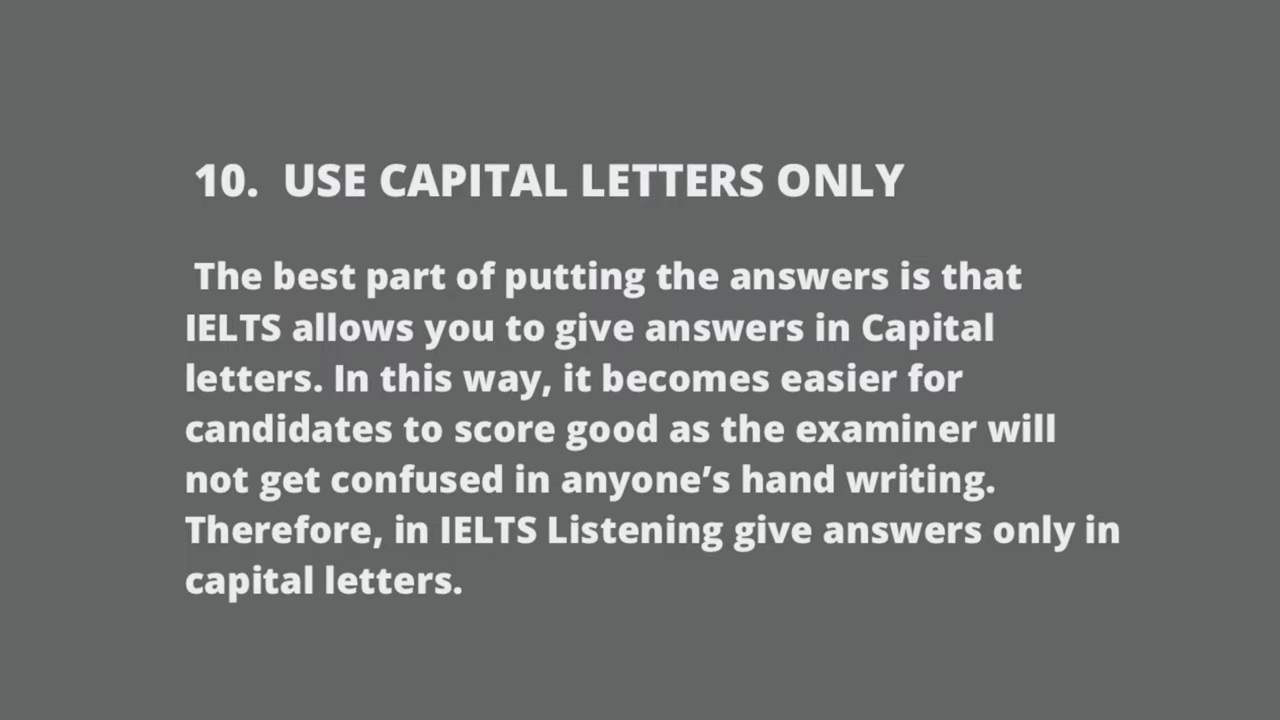 10. USE CAPITAL LETTERS ONLY
The best part of putting the answers is that
IELTS allows you to give answers in Capital
letters. In this way, it becomes easier for
candidates to score good as the examiner will
not get confused in anyone’s hand writing.
Therefore, in IELTS Listening give answers only in
capital letters.